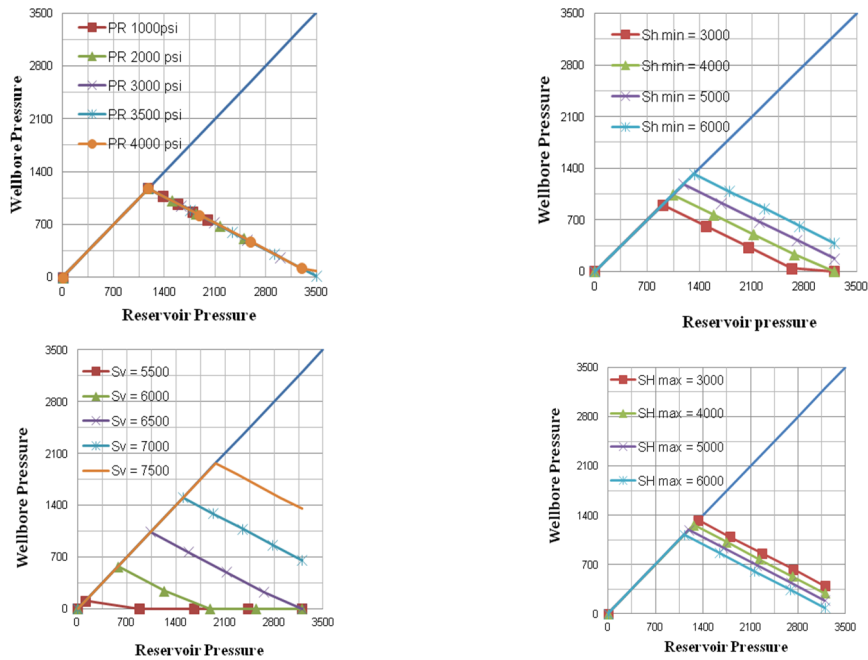 3500
2800
2100
1400
700
0
Wellbore Pressure
PR 1000psi
PR 2000 psi
PR 3000 psi
PR 3500 psi
PR 4000 psi
0 700 1400 2100 2800 3500
Reservoir Pressure
3500
2800
2100
1400
700
0
Wellbore Pressure
Sh min = 3000
Sh min = 4000
Sh min = 5000
Sh min = 6000
0 700 1400 2100 2800 3500
Reservoir pressure
3500
2800
2100
1400
700
0
Wellbore Pressure
Sv = 5500
Sv = 6000
Sv = 6500
Sv = 7000
Sv = 7500
0 700 1400 2100 2800 3500
Reservoir Pressure
3500
2800
2100
1400
700
0
Wellbore Pressure
SH max = 3000
SH max = 4000
SH max = 5000
SH max = 6000
0 700 1400 2100 2800 3500
Reservoir Pressure